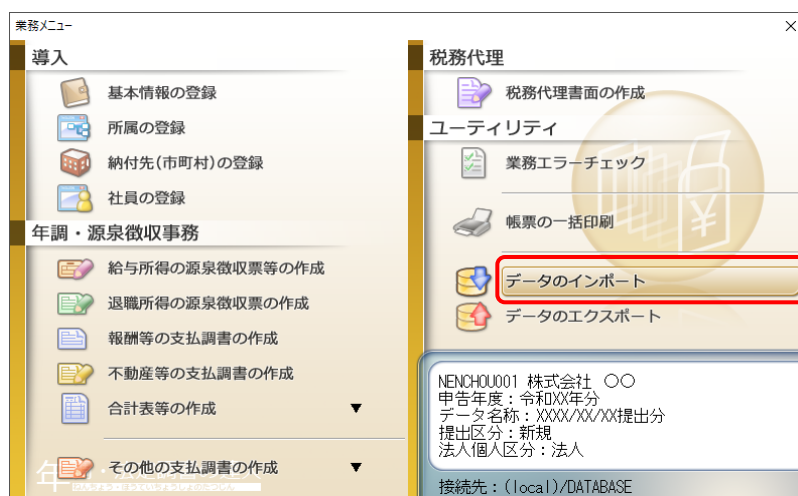 業務メニュー
導入
基本情報の登録
所属の登録
納付先(市町村)の登録
社員の登録
年調・源泉徴収事務
給与所得の源泉徴収票等の作成
退職所得の源泉徴収票の作成
報酬等の支払調書の作成
不動産等の支払調書の作成
合計表等の作成 ▼
その他の支払調書の作成 ▼
税務代理
税務代理書面の作成
ユーティリティ
業務エラーチェック
帳票の一括印刷
データのインポート
データのエクスポート
NENCHOU001 株式会社 〇〇
申告年度：令和XX年分
データ名称：XXXX/XX/XX提出分
提出区分：新規
法人個人区分：法人
接続先：(local)/DATABASE